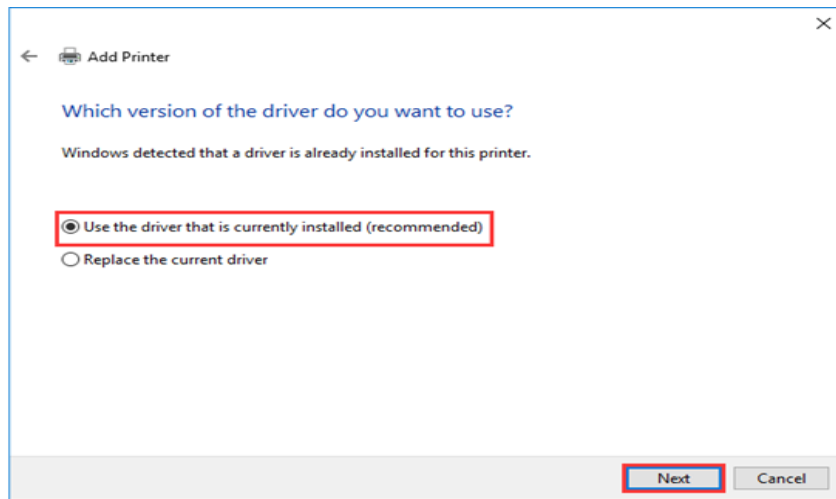 Add Printer
Which version of the driver do you want to use?
Windows detected that a driver is already installed for this printer.
Use the driver that is currently installed (recommended)
Replace the current driver
Next Cancel